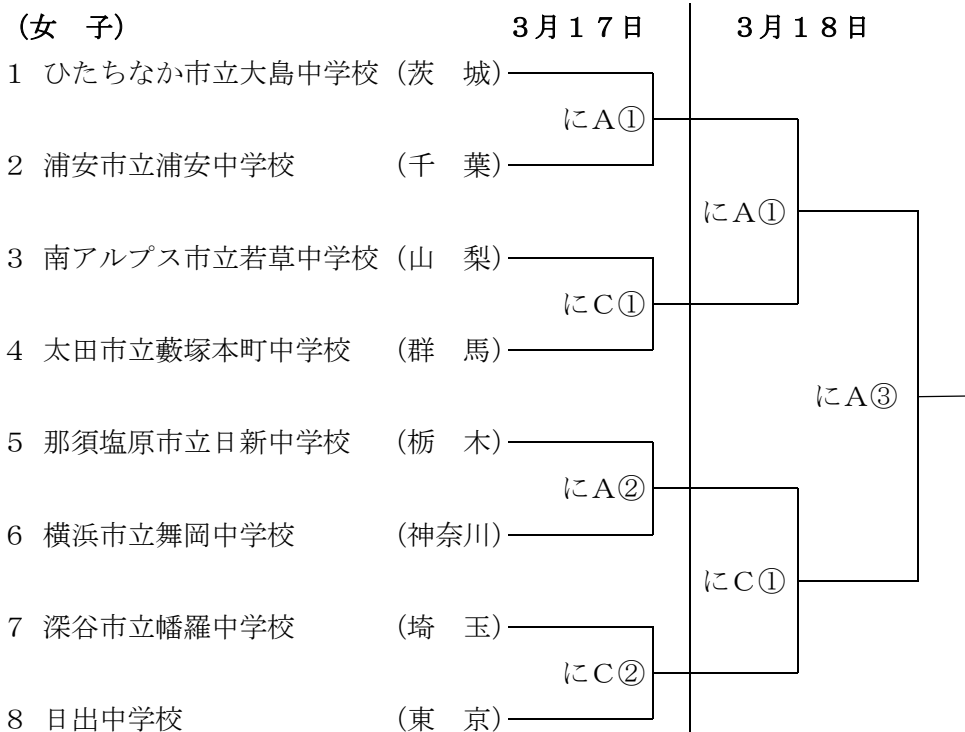 (女　子)　３月１７日　３月１８日
１ ひたちなか市立大島中学校（茨　城）
にＡ①
２ 浦安市立浦安中学校（千　葉）
にＡ①
３ 南アルプス市立若草中学校（山　梨）
にＣ①
４ 太田市立藪塚本町中学校（群　馬）
にＡ③
５ 那須塩原市立日新中学校（栃　木）
にＡ②
６ 横浜市立舞岡中学校（神奈川）
にＣ①
７ 深谷市立幡羅中学校（埼　玉）
にＣ②
８ 日出中学校（東　京）